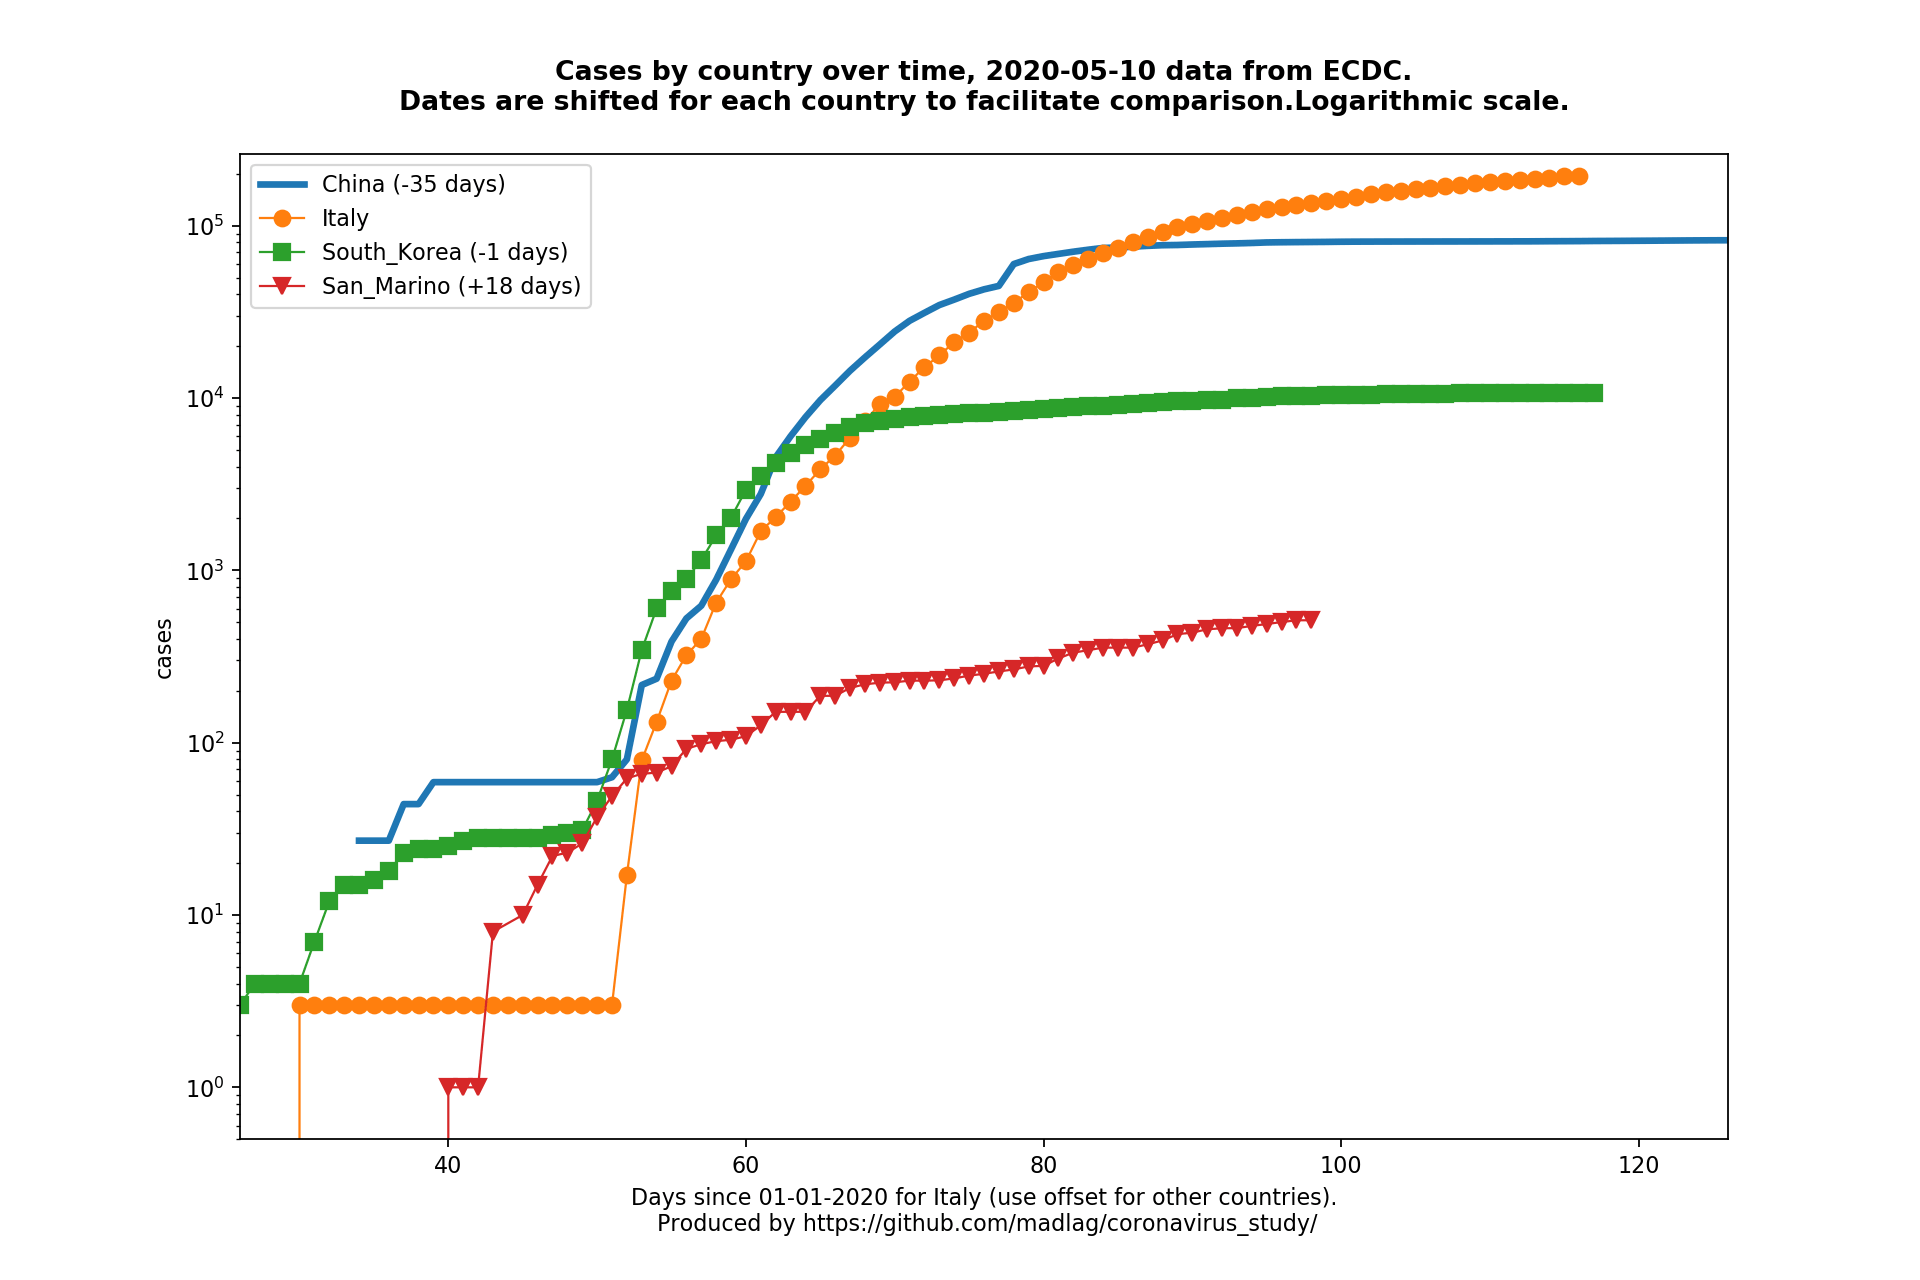 Cases by country over time, 2020-05-10 data from ECDC.
Dates are shifted for each country to facilitate comparison.Logarithmic scale.
China (-35 days)
Italy
South_Korea (-1 days)
San_Marino (+18 days)
10^5
10^4
10^3
10^2
10^1
10^0
cases
40 60 80 100 120
Days since 01-01-2020 for Italy (use offset for other countries).
Produced by https://github.com/madlag/coronavirus_study/